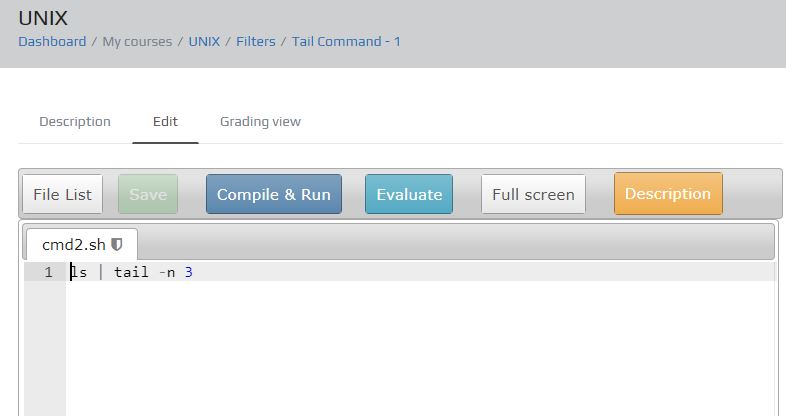 UNIX
Dashboard / My courses / UNIX / Filters / Tail Command - 1
Description Edit Grading view
File List Save Compile & Run Evaluate Full screen Description
cmd2.sh
1 ls | tail -n 3